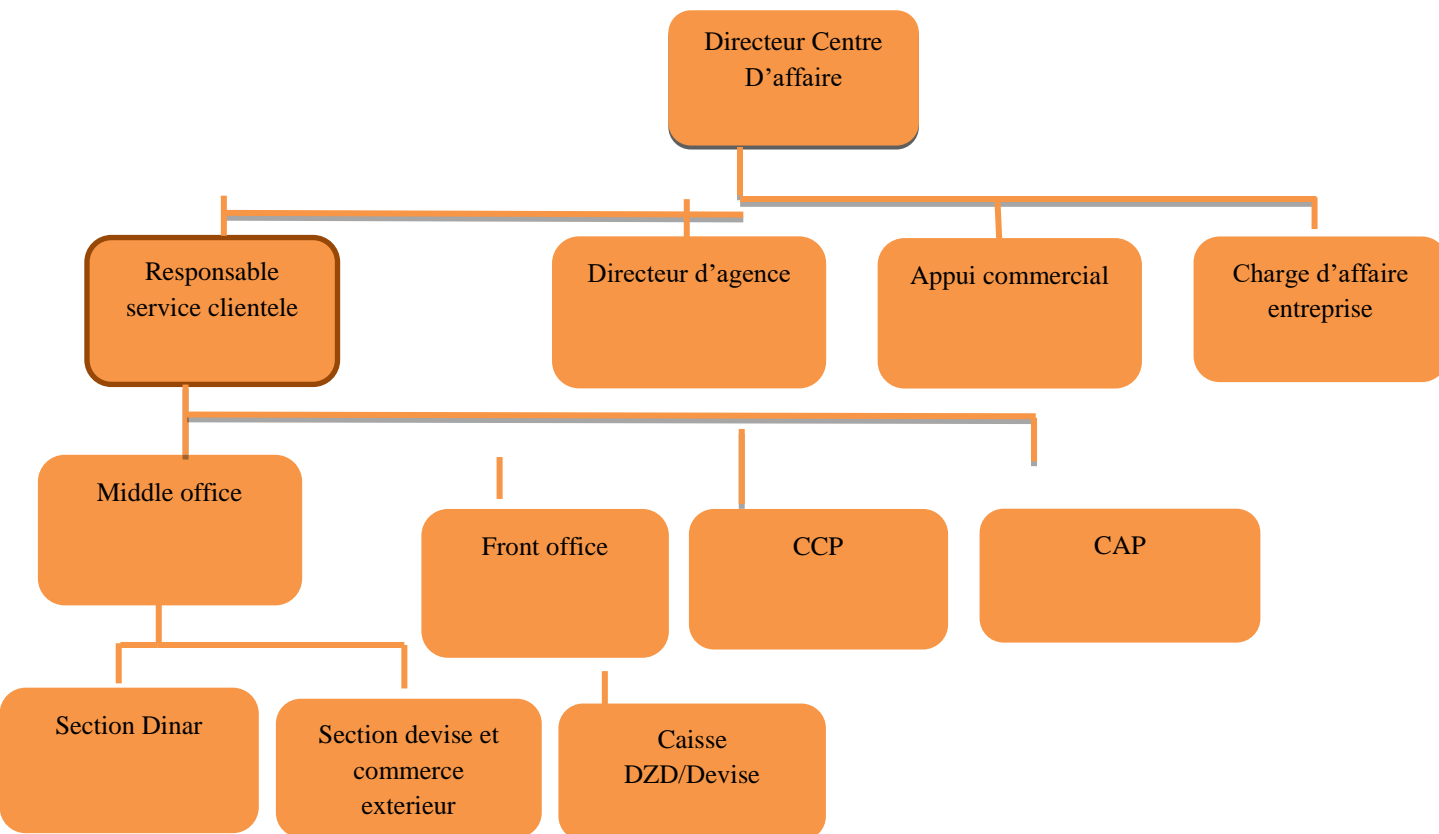 Directeur Centre
D’affaire
Responsable
service clientele
Directeur d’agence
Appui commercial
Charge d’affaire
entreprise
Middle office
Front office
CCP
CAP
Section Dinar
Section devise et
commerce
exterieur
Caisse
DZD/Devise